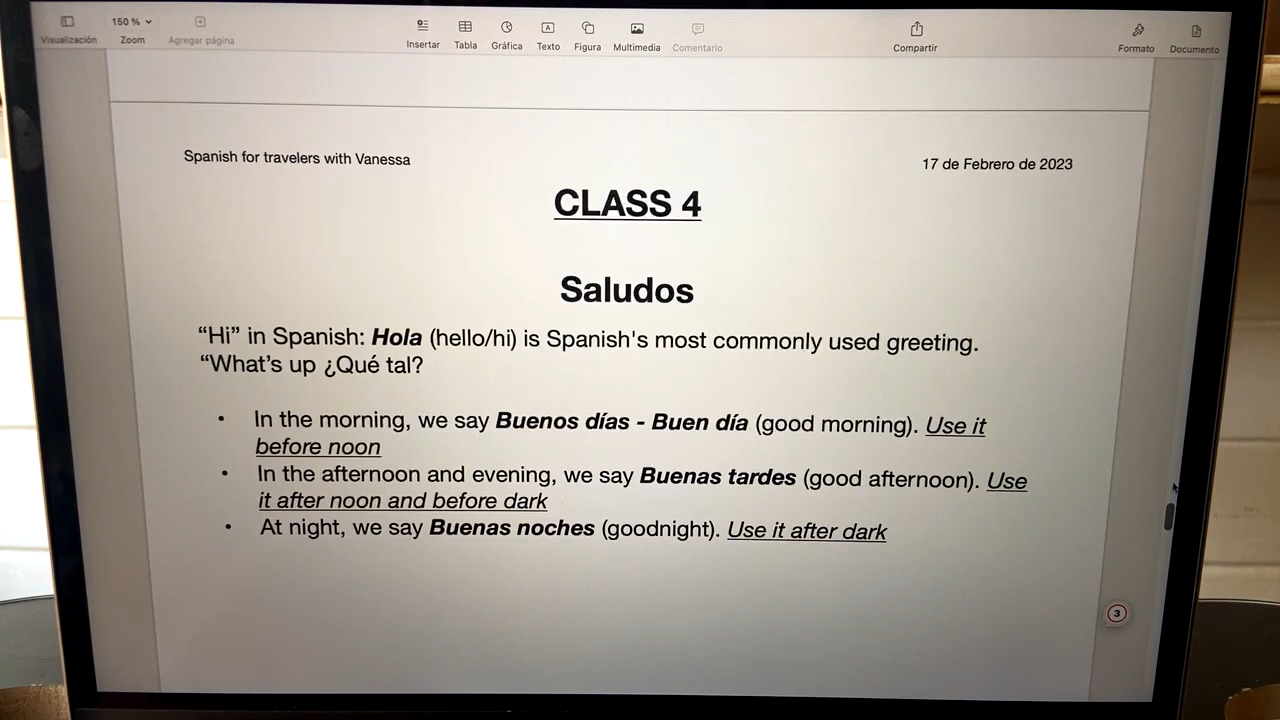 150 %
Visualización Zoom Agregar página Insertar Tabla Gráfica Texto Figura Multimedia Comentario Compartir Formato Documento
Spanish for travelers with Vanessa 17 de Febrero de 2023
CLASS 4
Saludos
“Hi” in Spanish: Hola (hello/hi) is Spanish's most commonly used greeting.
“What’s up ¿Qué tal?
• In the morning, we say Buenos días - Buen día (good morning). Use it
before noon
• In the afternoon and evening, we say Buenas tardes (good afternoon). Use
it after noon and before dark
• At night, we say Buenas noches (goodnight). Use it after dark
3